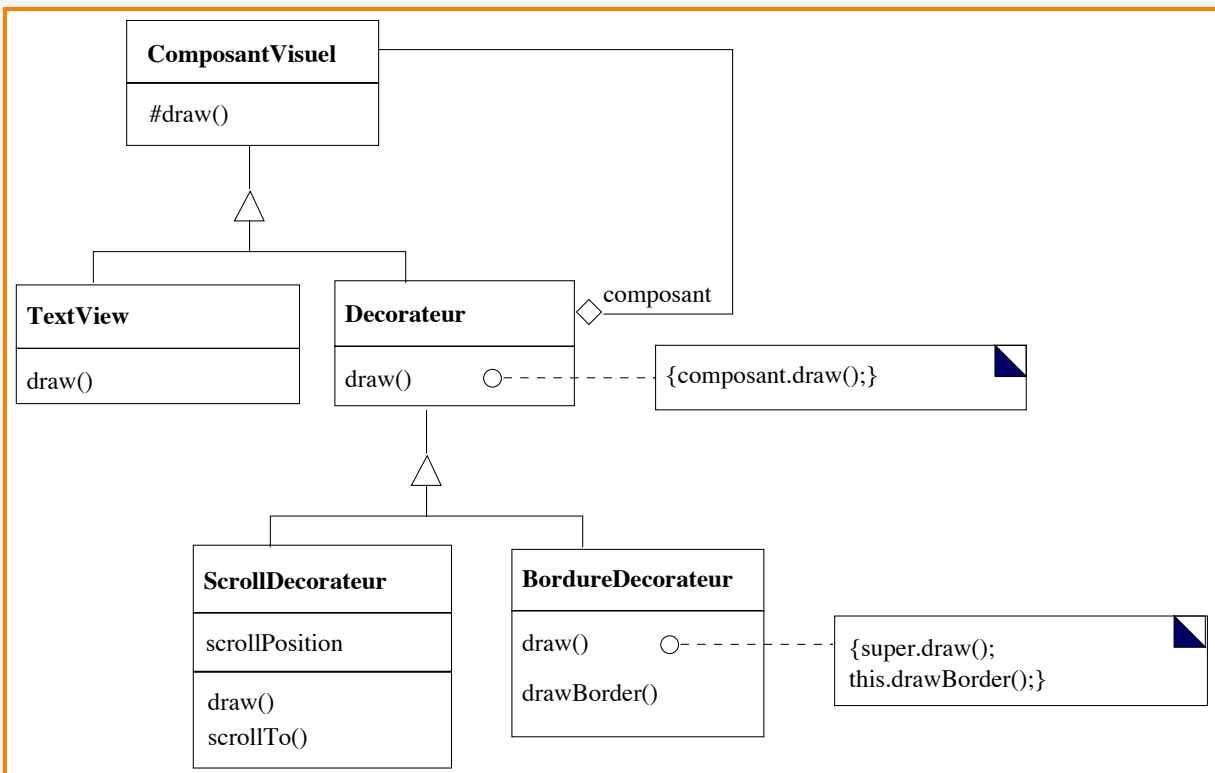 ComposantVisuel
#draw()
composant
TextView
draw()
Decorateur
draw()
{composant.draw();}
ScrollDecorateur
scrollPosition
draw()
scrollTo()
BordureDecorateur
draw()
drawBorder()
{super.draw();
this.drawBorder();}